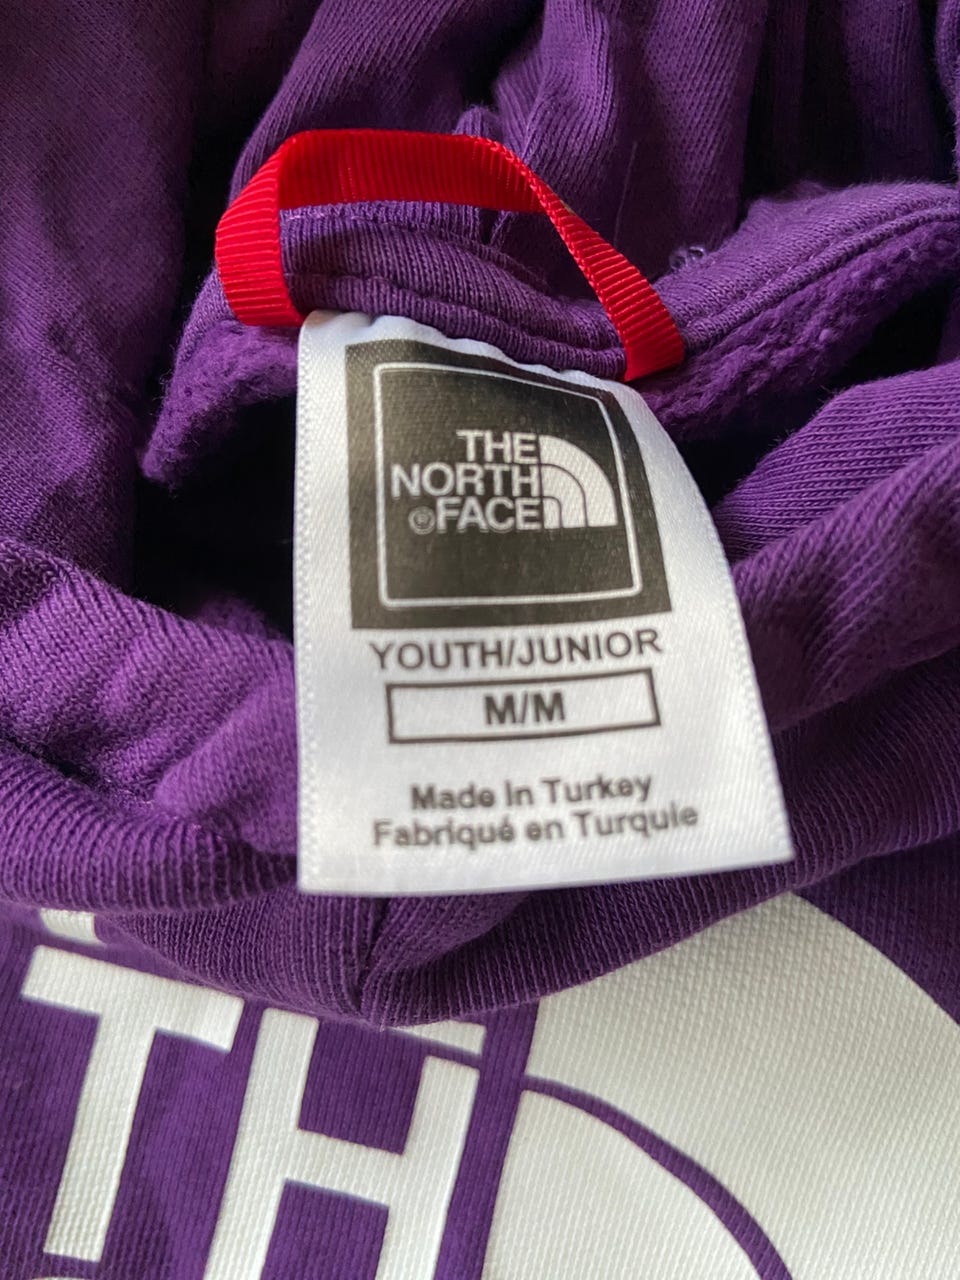 THE
NORTH
®FACE
YOUTH/JUNIOR
M/M
Made In Turkey
Fabriqué en Turquie
TH